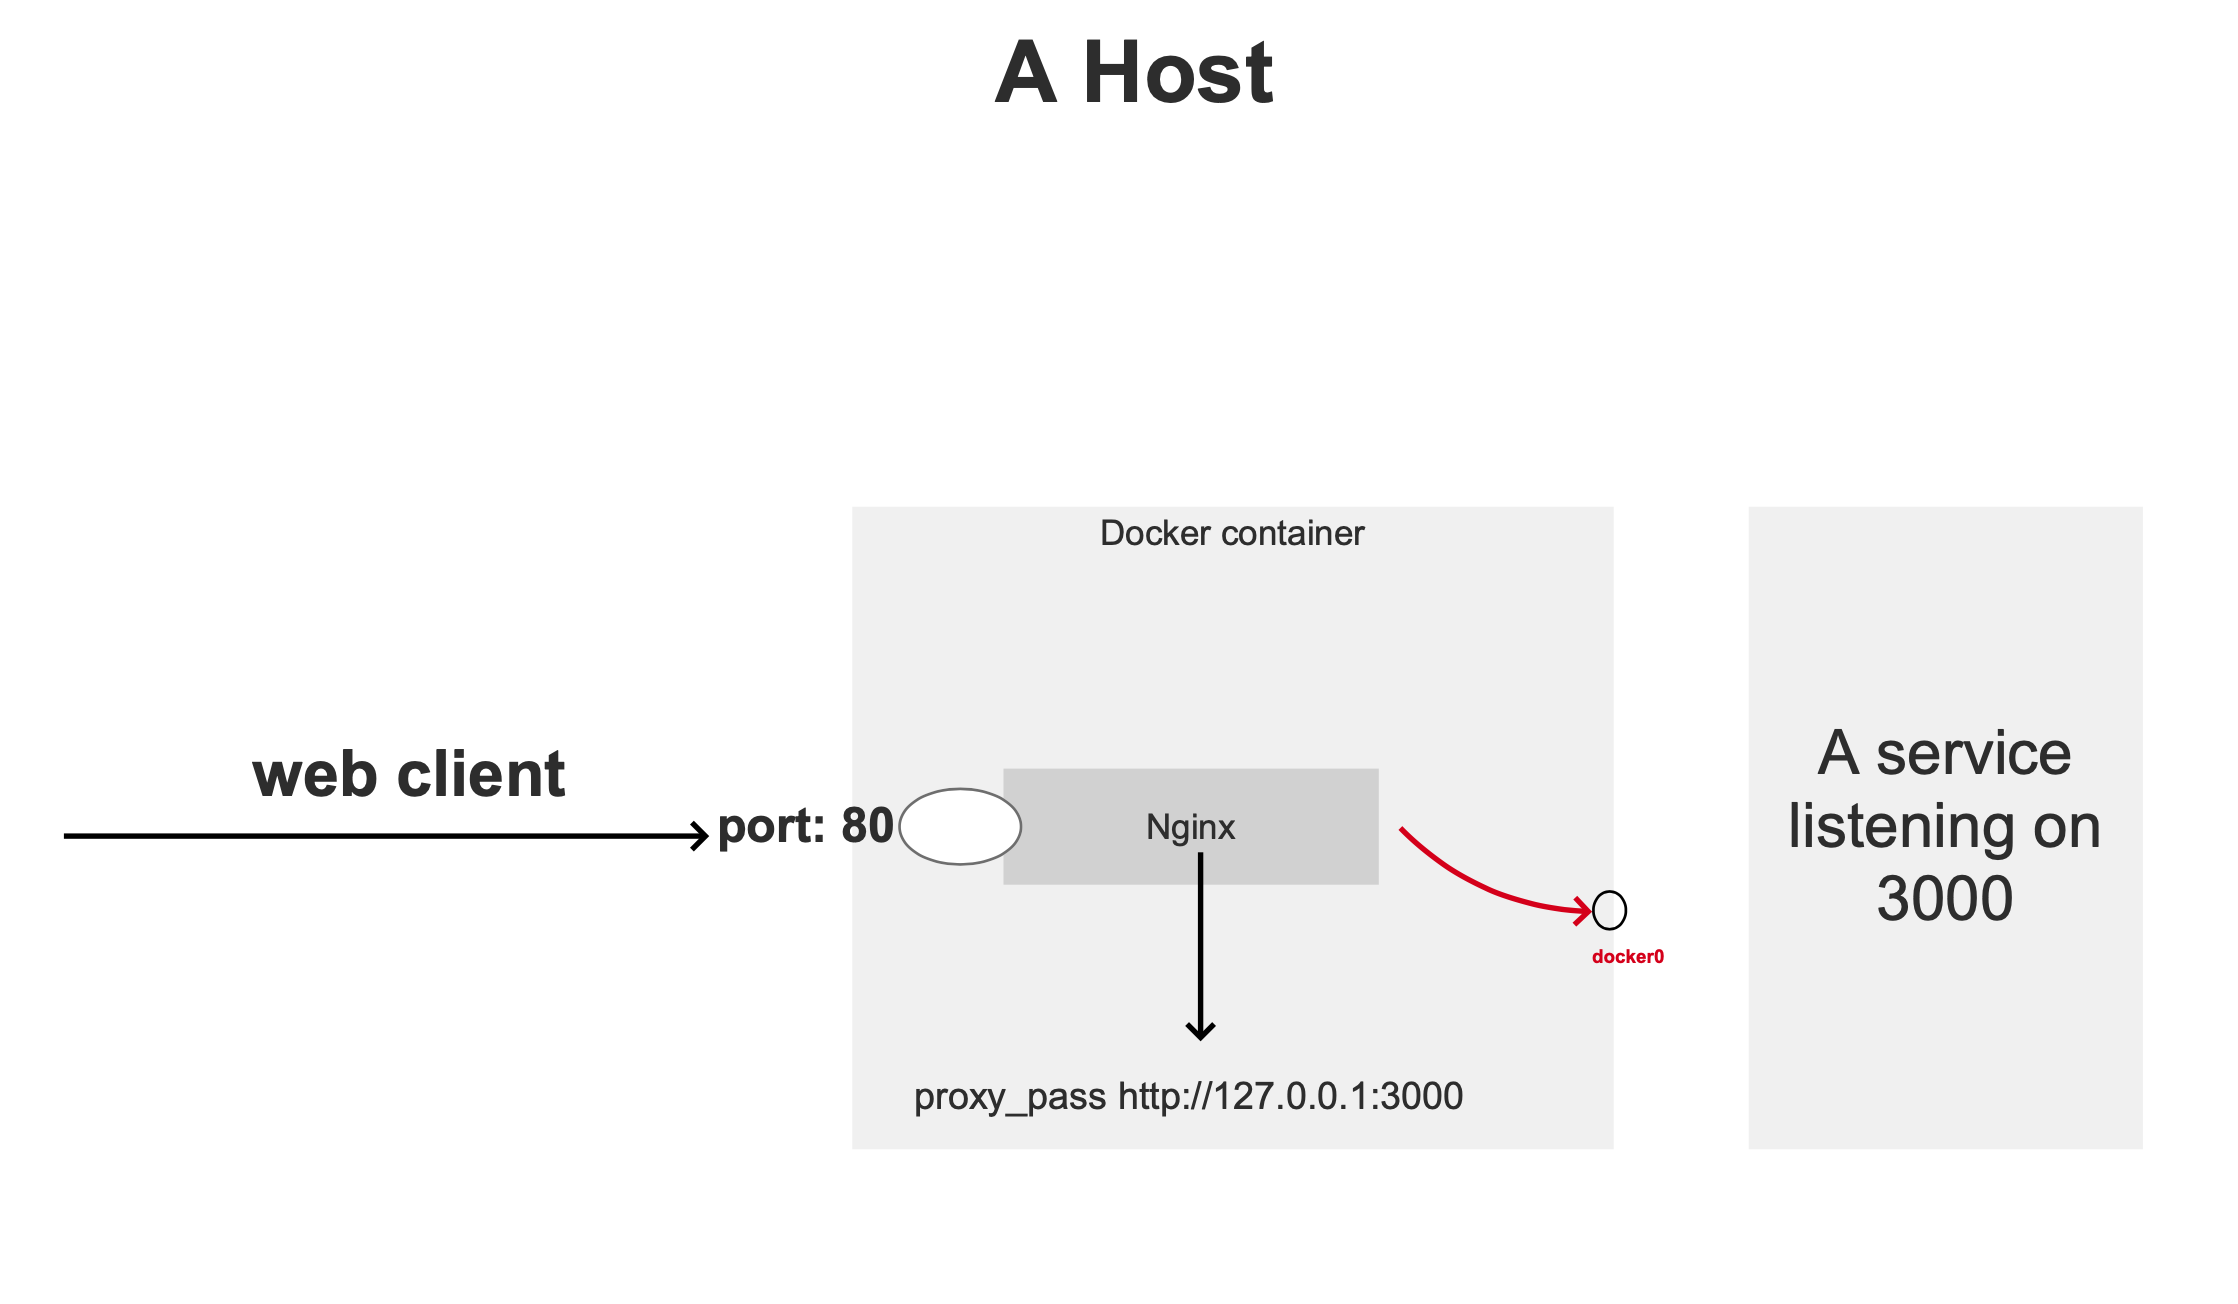 A Host
Docker container
web client
port: 80
Nginx
docker0
proxy_pass http://127.0.0.1:3000
A service
listening on
3000